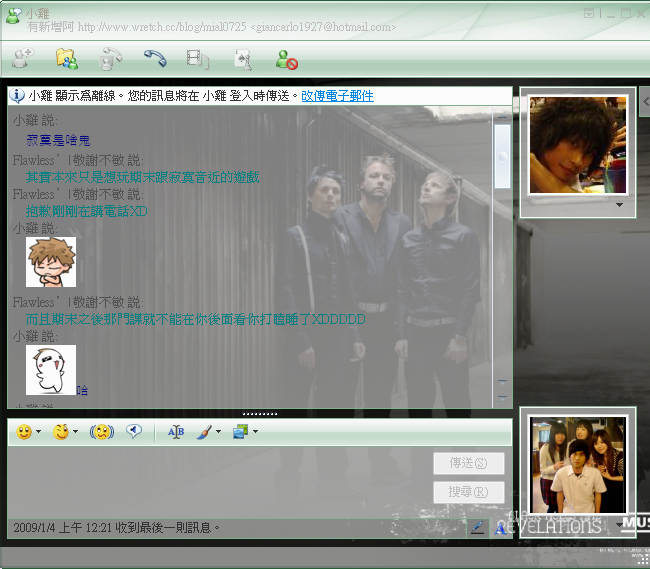 小雞
有新增阿 http://www.wretch.cc/blog/mial0725 <giancarlo1927@hotmail.com>
小雞 顯示為離線。您的訊息將在 小雞 登入時傳送。改傳電子郵件
小雞 說:
寂寞是啥鬼
Flawless’|敬謝不敏 說:
其實本來只是想玩期末跟寂寞音近的遊戲
Flawless’|敬謝不敏 說:
抱歉剛剛在講電話XD
小雞 說:
Flawless’|敬謝不敏 說:
而且期末之後那門課就不能在你後面看你打瞌睡了XDDDDD
小雞 說:
哈
小雞 說:
傳送(S)
搜尋(R)
2009/1/4 上午 12:21 收到最後一則訊息。
REVELATIONS
MUS